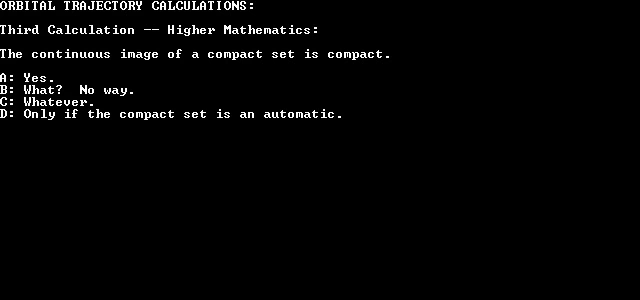 ORBITAL TRAJECTORY CALCULATIONS:
Third Calculation -- Higher Mathematics:
The continuous image of a compact set is compact.
A: Yes.
B: What?  No way.
C: Whatever.
D: Only if the compact set is an automatic.